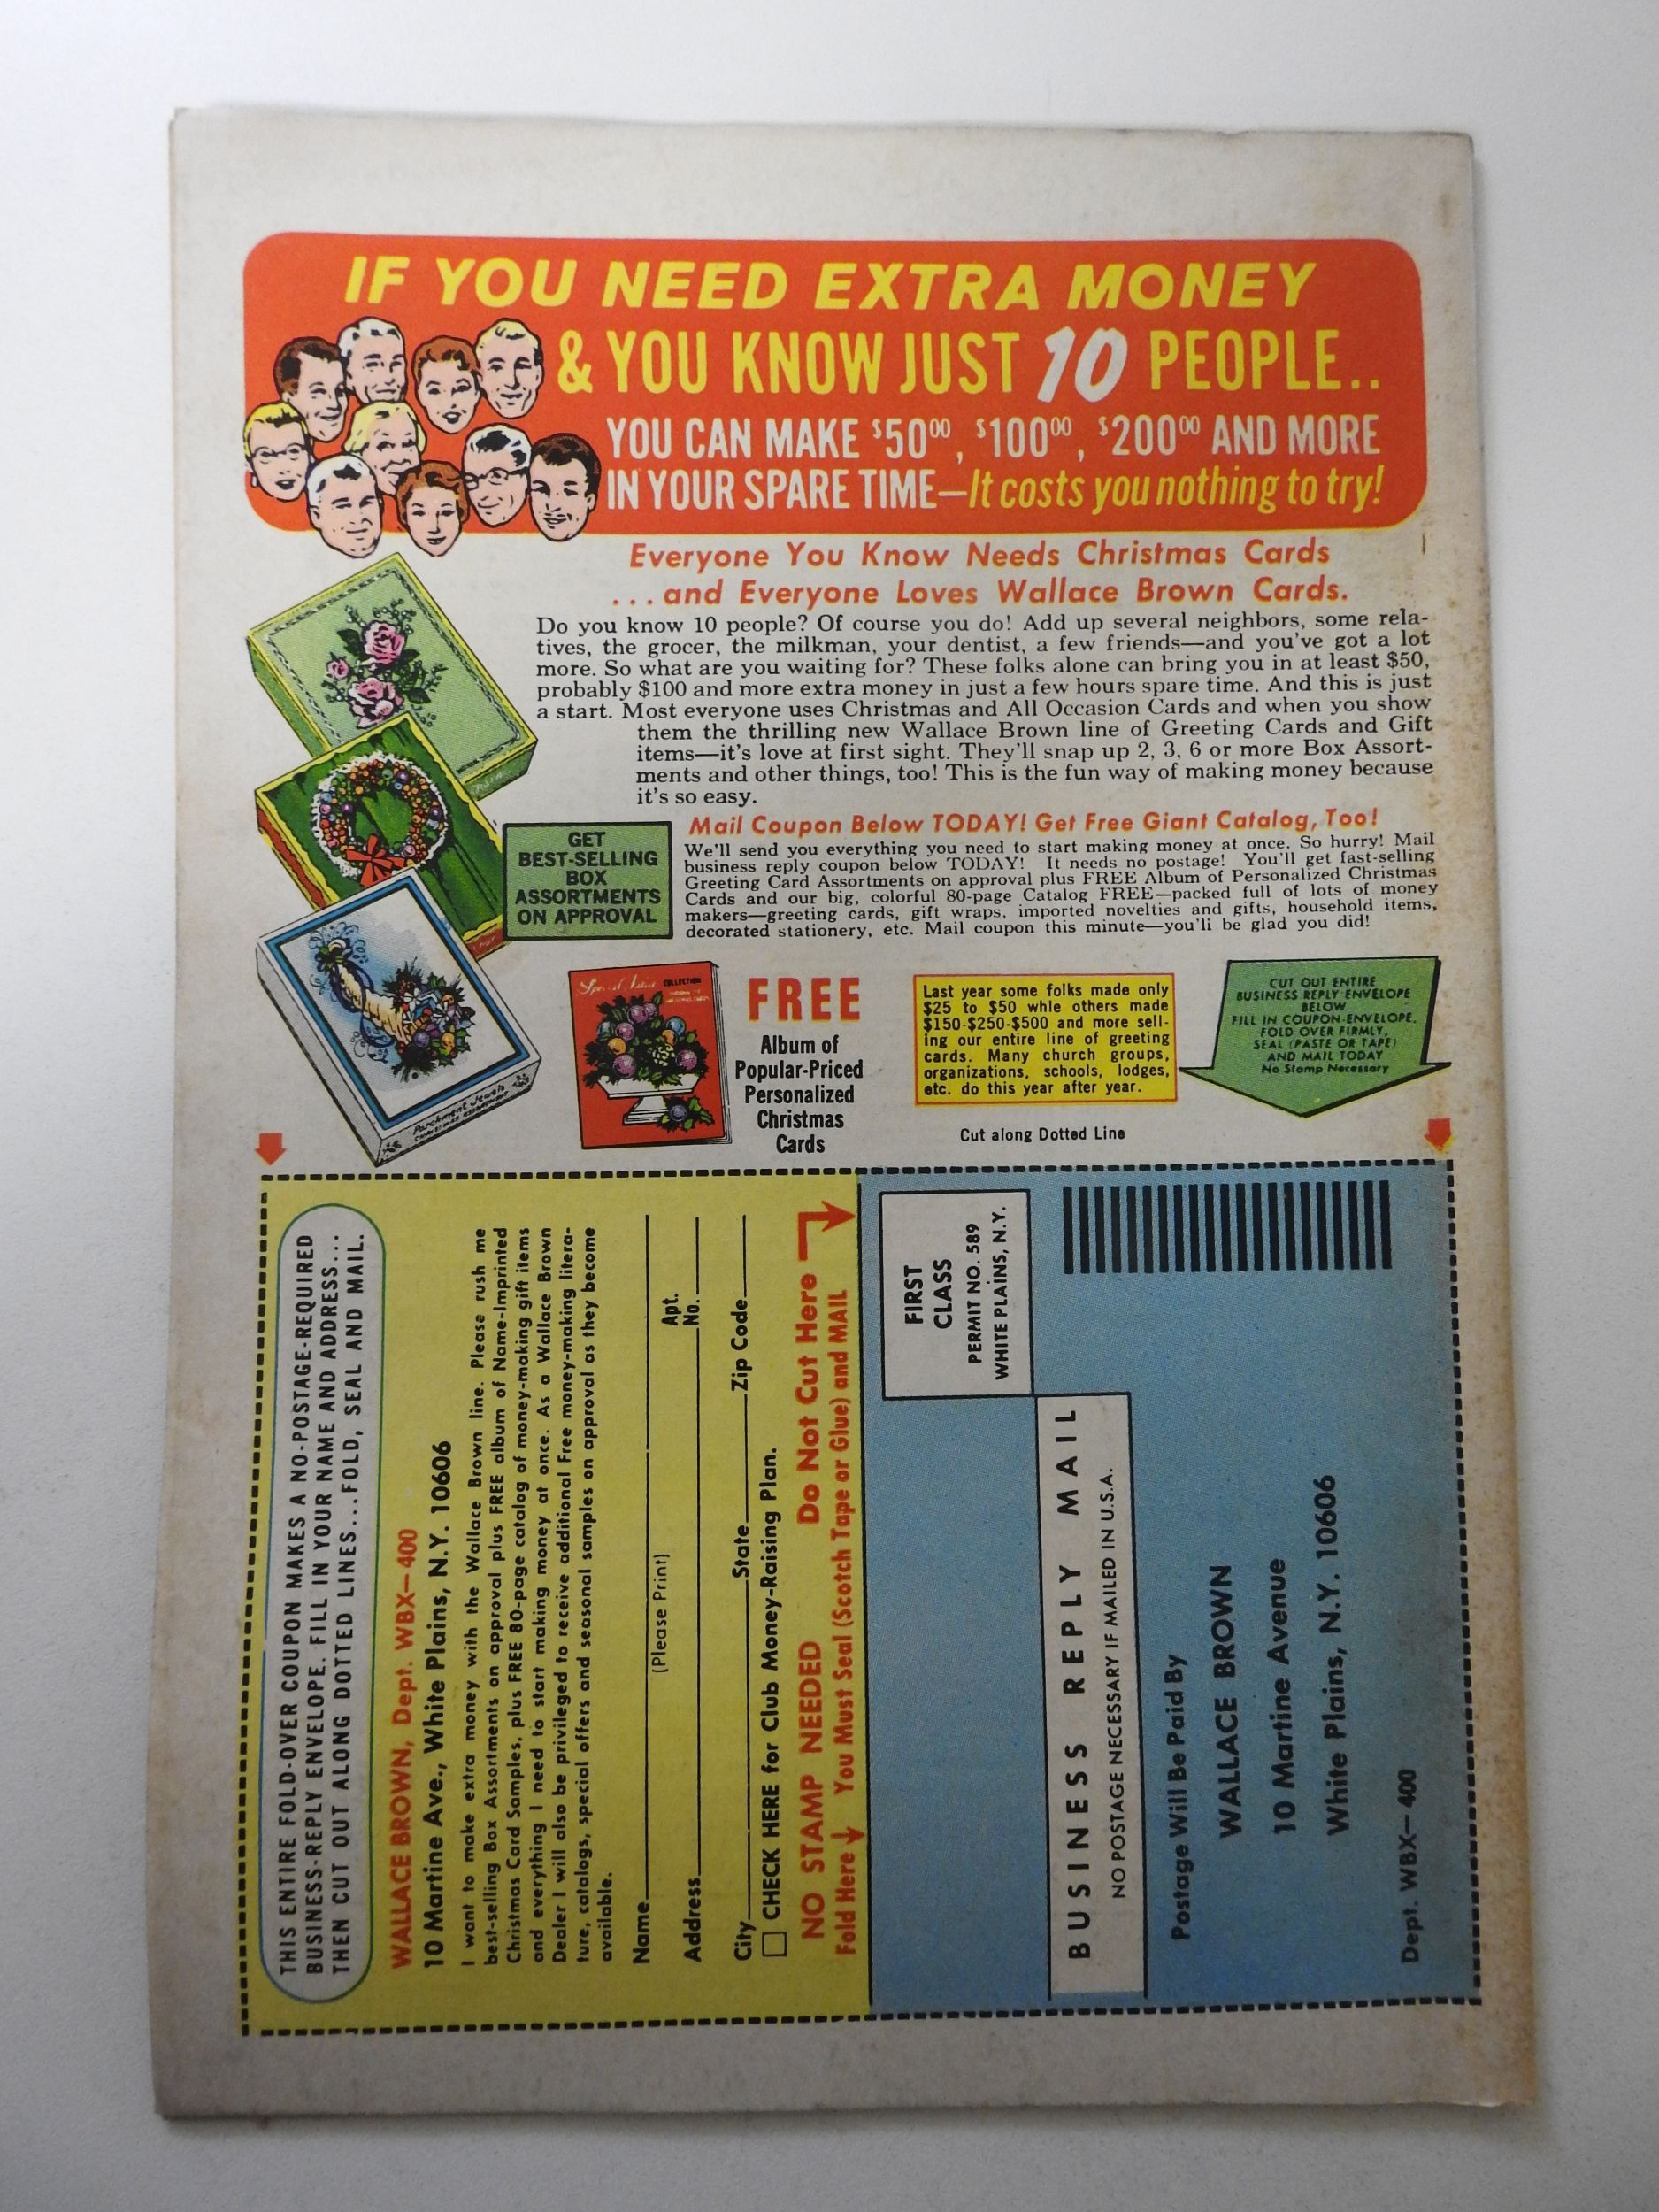 IF YOU NEED EXTRA MONEY
& YOU KNOW JUST 10 PEOPLE..
YOU CAN MAKE $5000, $10000, $20000 AND MORE
IN YOUR SPARE TIME—It costs you nothing to try!
Everyone You Know Needs Christmas Cards
...and Everyone Loves Wallace Brown Cards.
Do you know 10 people? Of course you do! Add up several neighbors, some rela-
tives, the grocer, the milkman, your dentist, a few friends—and you've got a lot
more. So what are you waiting for? These folks alone can bring you in at least $50,
probably $100 and more extra money in just a few hours spare time. And this is just
a start. Most everyone uses Christmas and All Occasion Cards and when you show
them the thrilling new Wallace Brown line of Greeting Cards and Gift
items—it's love at first sight. They'll snap up 2, 3, 6 or more Box Assort-
ments and other things, too! This is the fun way of making money because
it's so easy.
GET
BEST-SELLING
BOX
ASSORTMENTS
ON APPROVAL
Mail Coupon Below TODAY! Get Free Giant Catalog, Too!
We'll send you everything you need to start making money at once. So hurry! Mail
business reply coupon below TODAY! It needs no postage! You'll get fast-selling
Greeting Card Assortments on approval plus FREE Album of Personalized Christmas
Cards and our big, colorful 80-page Catalog FREE—packed full of lots of money
makers—greeting cards, gift wraps, imported novelties and gifts, household items,
decorated stationery, etc. Mail coupon this minute—you'll be glad you did!
Parchment Jewels
CHRISTMAS ASSORTMENT
COLLECTION
FREE
Album of
Popular-Priced
Personalized
Christmas
Cards
Last year some folks made only
$25 to $50 whle others made
$150-$250-$500 and more sell-
ing our entire line of greeting
cards. Many church groups,
organizations, schools, lodges,
etc. do this year after year.
CUT OUT ENTIRE
BUSINESS REPLY ENVELOPE
BELOW
FILL IN COUPON-ENVELOPE.
FOLD OVER FIRMLY,
SEAL (PASTE OR TAPE)
AND MAIL TODAY
No Stamp Necessary
Cut along Dotted Line
THIS ENTIRE FOLD-OVER COUPON MAKES A NO-POSTAGE-REQUIRED
BUSINESS-REPLY ENVELOPE. FILL IN YOUR NAME AND ADDRESS...
THEN CUT OUT ALONG DOTTED LINES...FOLD, SEAL AND MAIL.
WALLACE BROWN, Dept. WBX—400
10 Martine Ave., White Plains, N.Y. 10606
I want to make extra money with the Wallace Brown line. Please rush me
best-selling Box Assortments on approval plus FREE album of Name-Imprinted
Christmas Card Samples, plus FREE 80-page catalog of money-making gift items
and everything I need to start making money at once. As a Wallace Brown
Dealer I will also be privileged to receive additional Free money-making litera-
ture, catalogs, special offers and seasonal samples on approval as they become
available.
Name
(Please Print)
Address Apt. No.
City State Zip Code
CHECK HERE for Club Money-Raising Plan.
NO STAMP NEEDED Do Not Cut Here
Fold Here You Must Seal (Scotch Tape or Glue) and MAIL
FIRST
CLASS
PERMIT NO. 589
WHITE PLAINS, N.Y.
BUSINESS REPLY MAIL
NO POSTAGE NECESSARY IF MAILED IN U.S.A.
Postage Will Be Paid By
WALLACE BROWN
10 Martine Avenue
White Plains, N.Y. 10606
Dept. WBX—400